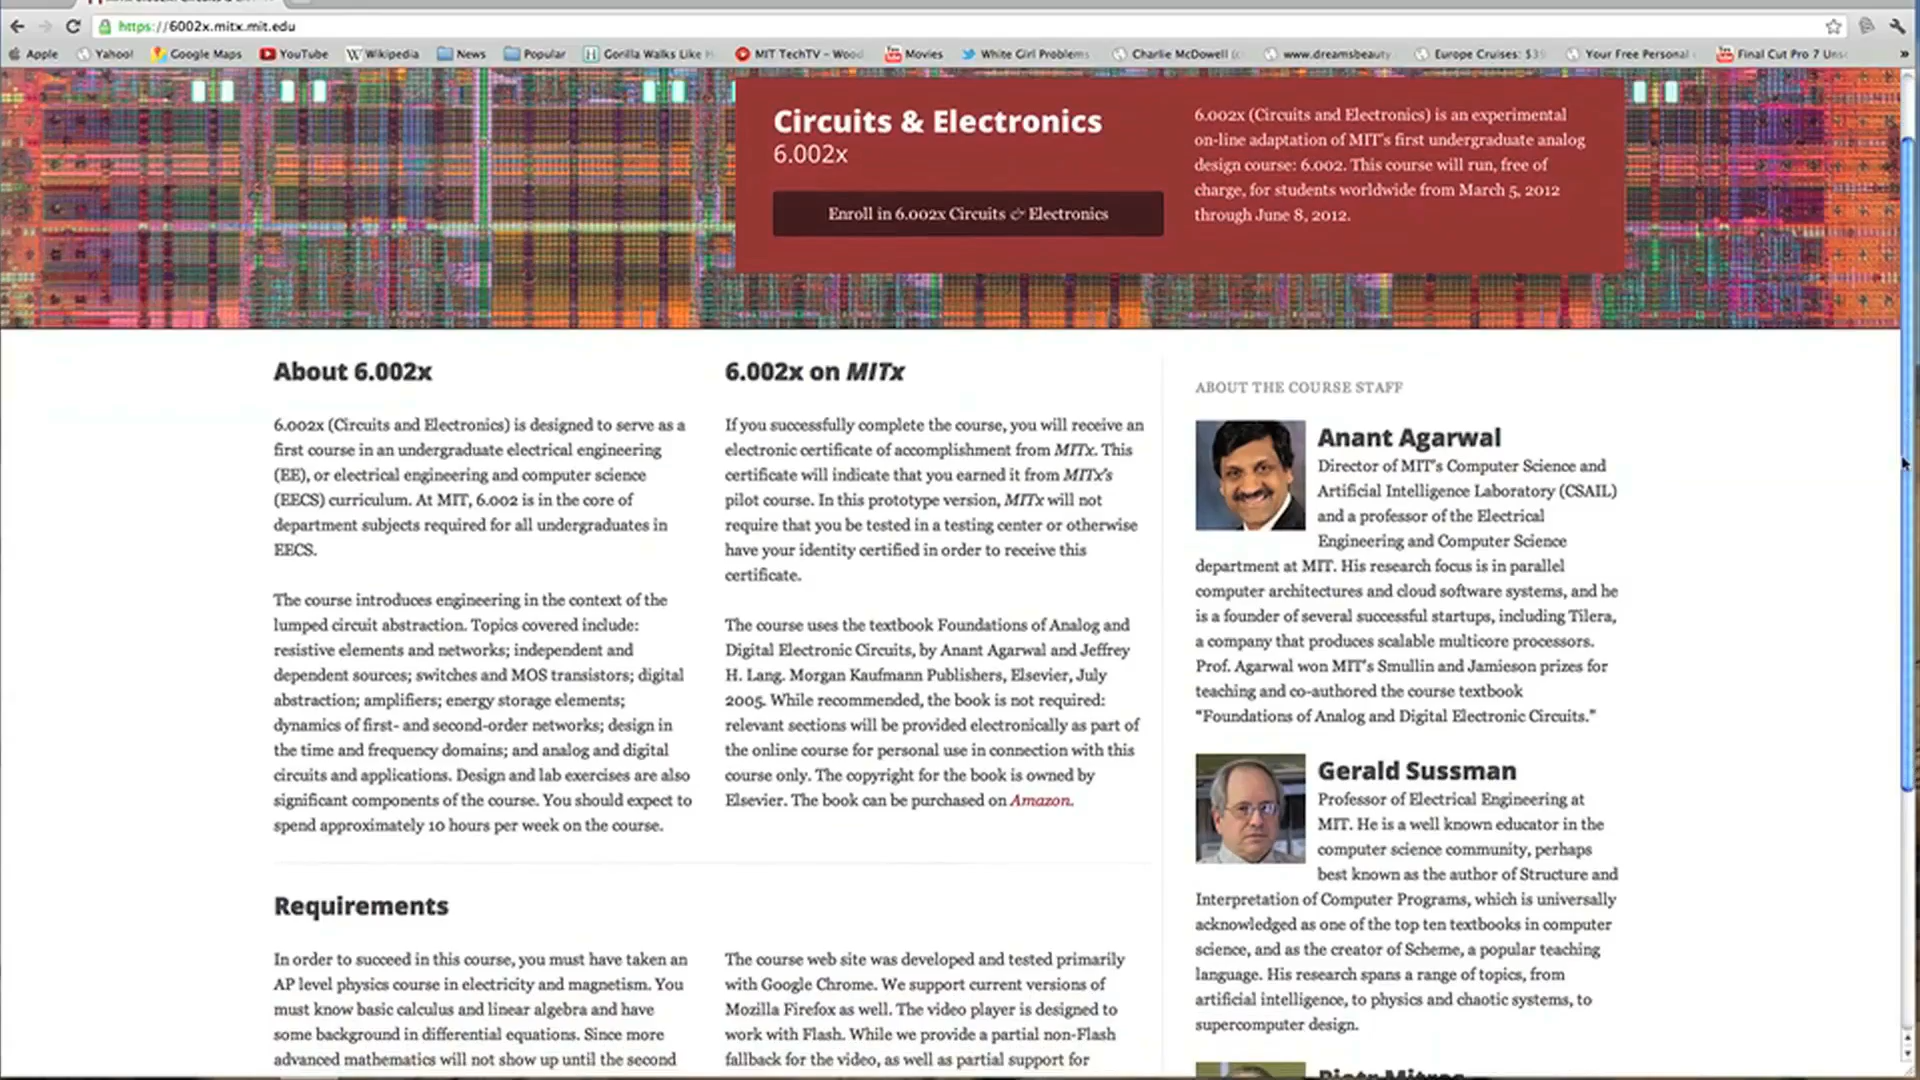 https://6002x.mitx.mit.edu
Apple Yahoo! Google Maps YouTube Wikipedia News Popular Gorilla Walks Like H MIT TechTV – Wood Movies White Girl Problems Charlie McDowell (c www.dreamsbeauty Europe Cruises: $3 Your Free Personal Final Cut Pro 7 Uns »
Circuits & Electronics
6.002x
Enroll in 6.002x Circuits & Electronics
6.002x (Circuits and Electronics) is an experimental
on-line adaptation of MIT's first undergraduate analog
design course: 6.002. This course will run, free of
charge, for students worldwide from March 5, 2012
through June 8, 2012.
About 6.002x
6.002x (Circuits and Electronics) is designed to serve as a
first course in an undergraduate electrical engineering
(EE), or electrical engineering and computer science
(EECS) curriculum. At MIT, 6.002 is in the core of
department subjects required for all undergraduates in
EECS.
The course introduces engineering in the context of the
lumped circuit abstraction. Topics covered include:
resistive elements and networks; independent and
dependent sources; switches and MOS transistors; digital
abstraction; amplifiers; energy storage elements;
dynamics of first- and second-order networks; design in
the time and frequency domains; and analog and digital
circuits and applications. Design and lab exercises are also
significant components of the course. You should expect to
spend approximately 10 hours per week on the course.
6.002x on MITx
If you successfully complete the course, you will receive an
electronic certificate of accomplishment from MITx. This
certificate will indicate that you earned it from MITx's
pilot course. In this prototype version, MITx will not
require that you be tested in a testing center or otherwise
have your identity certified in order to receive this
certificate.
The course uses the textbook Foundations of Analog and
Digital Electronic Circuits, by Anant Agarwal and Jeffrey
H. Lang. Morgan Kaufmann Publishers, Elsevier, July
2005. While recommended, the book is not required:
relevant sections will be provided electronically as part of
the online course for personal use in connection with this
course only. The copyright for the book is owned by
Elsevier. The book can be purchased on Amazon.
Requirements
In order to succeed in this course, you must have taken an
AP level physics course in electricity and magnetism. You
must know basic calculus and linear algebra and have
some background in differential equations. Since more
advanced mathematics will not show up until the second
The course web site was developed and tested primarily
with Google Chrome. We support current versions of
Mozilla Firefox as well. The video player is designed to
work with Flash. While we provide a partial non-Flash
fallback for the video, as well as partial support for
ABOUT THE COURSE STAFF
Anant Agarwal
Director of MIT's Computer Science and
Artificial Intelligence Laboratory (CSAIL)
and a professor of the Electrical
Engineering and Computer Science
department at MIT. His research focus is in parallel
computer architectures and cloud software systems, and he
is a founder of several successful startups, including Tilera,
a company that produces scalable multicore processors.
Prof. Agarwal won MIT's Smullin and Jamieson prizes for
teaching and co-authored the course textbook
“Foundations of Analog and Digital Electronic Circuits.”
Gerald Sussman
Professor of Electrical Engineering at
MIT. He is a well known educator in the
computer science community, perhaps
best known as the author of Structure and
Interpretation of Computer Programs, which is universally
acknowledged as one of the top ten textbooks in computer
science, and as the creator of Scheme, a popular teaching
language. His research spans a range of topics, from
artificial intelligence, to physics and chaotic systems, to
supercomputer design.